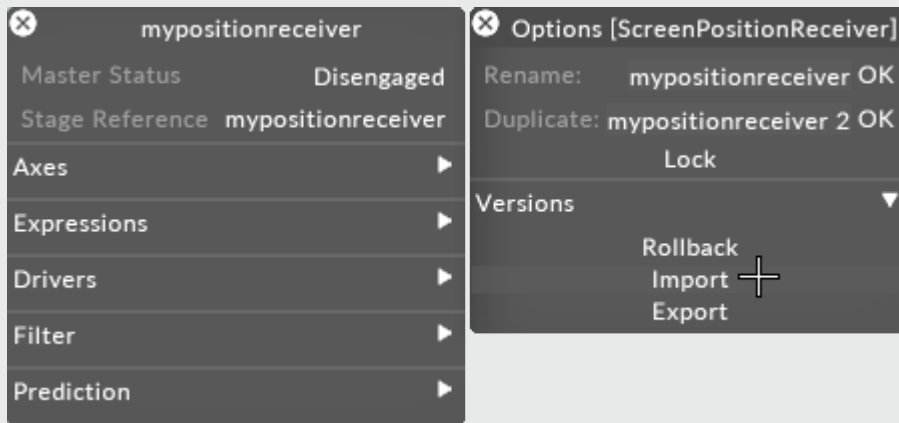 mypositionreceiver
Master Status Disengaged
Stage Reference mypositionreceiver
Axes
Expressions
Drivers
Filter
Prediction
Options [ScreenPositionReceiver]
Rename: mypositionreceiver OK
Duplicate: mypositionreceiver 2 OK
Lock
Versions
Rollback
Import
Export